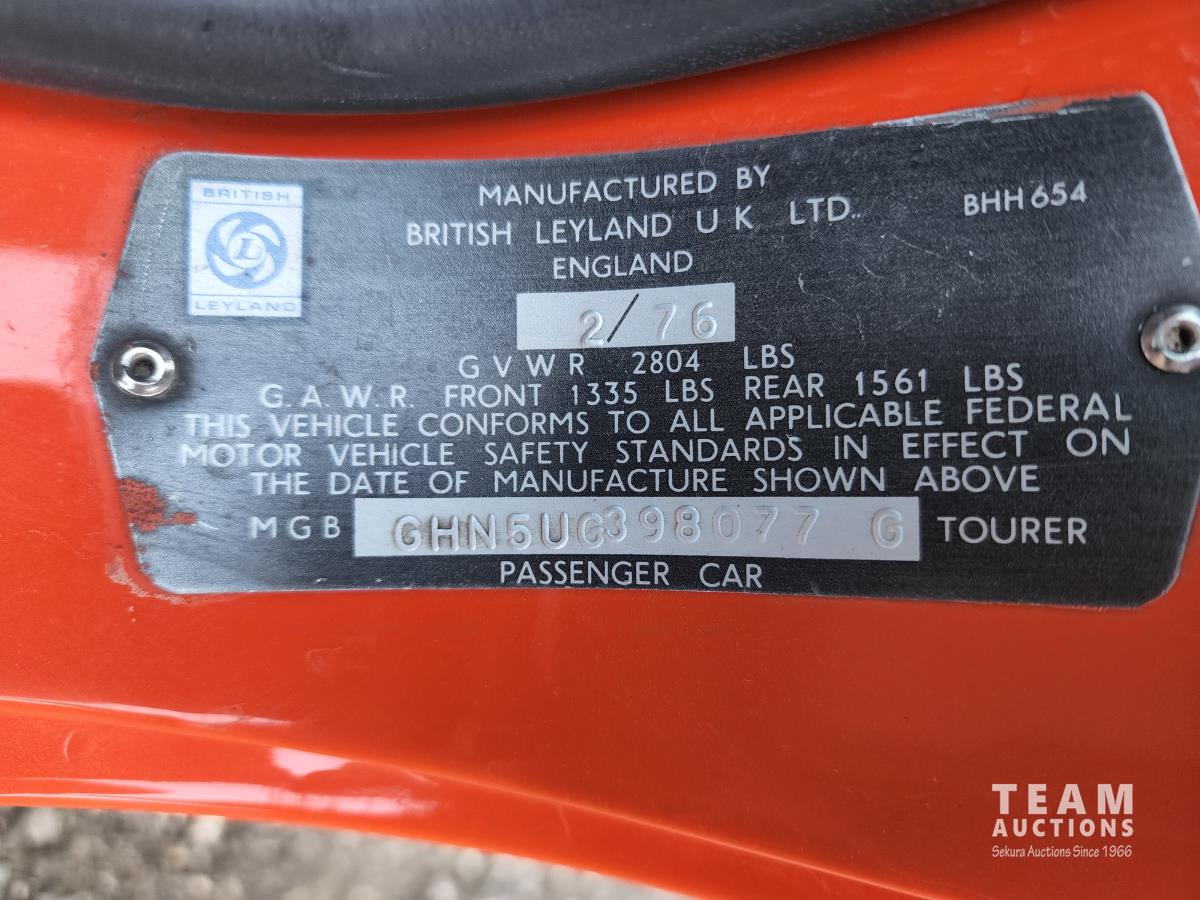 BRITISH
L
LEYLAND
MANUFACTURED BY
BRITISH LEYLAND U K LTD.
BHH 654
ENGLAND
2/76
G V W R 2804 LBS
G. A. W. R. FRONT 1335 LBS REAR 1561 LBS
THIS VEHICLE CONFORMS TO ALL APPLICABLE FEDERAL
MOTOR VEHICLE SAFETY STANDARDS IN EFFECT ON
THE DATE OF MANUFACTURE SHOWN ABOVE
M G B GHN5UG398077 G TOURER
PASSENGER CAR
TEAM
AUCTIONS
Sekura Auctions Since 1966